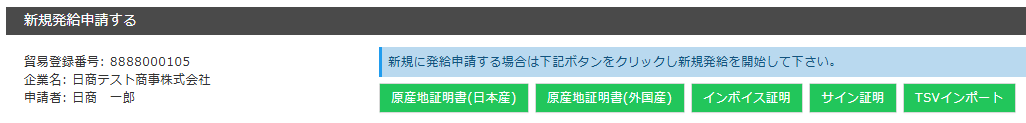 新規発給申請する
貿易登録番号: 8888000105
企業名: 日商テスト商事株式会社
申請者: 日商　一郎
新規に発給申請する場合は下記ボタンをクリックし新規発給を開始して下さい。
原産地証明書(日本産)
原産地証明書(外国産)
インボイス証明
サイン証明
TSVインポート